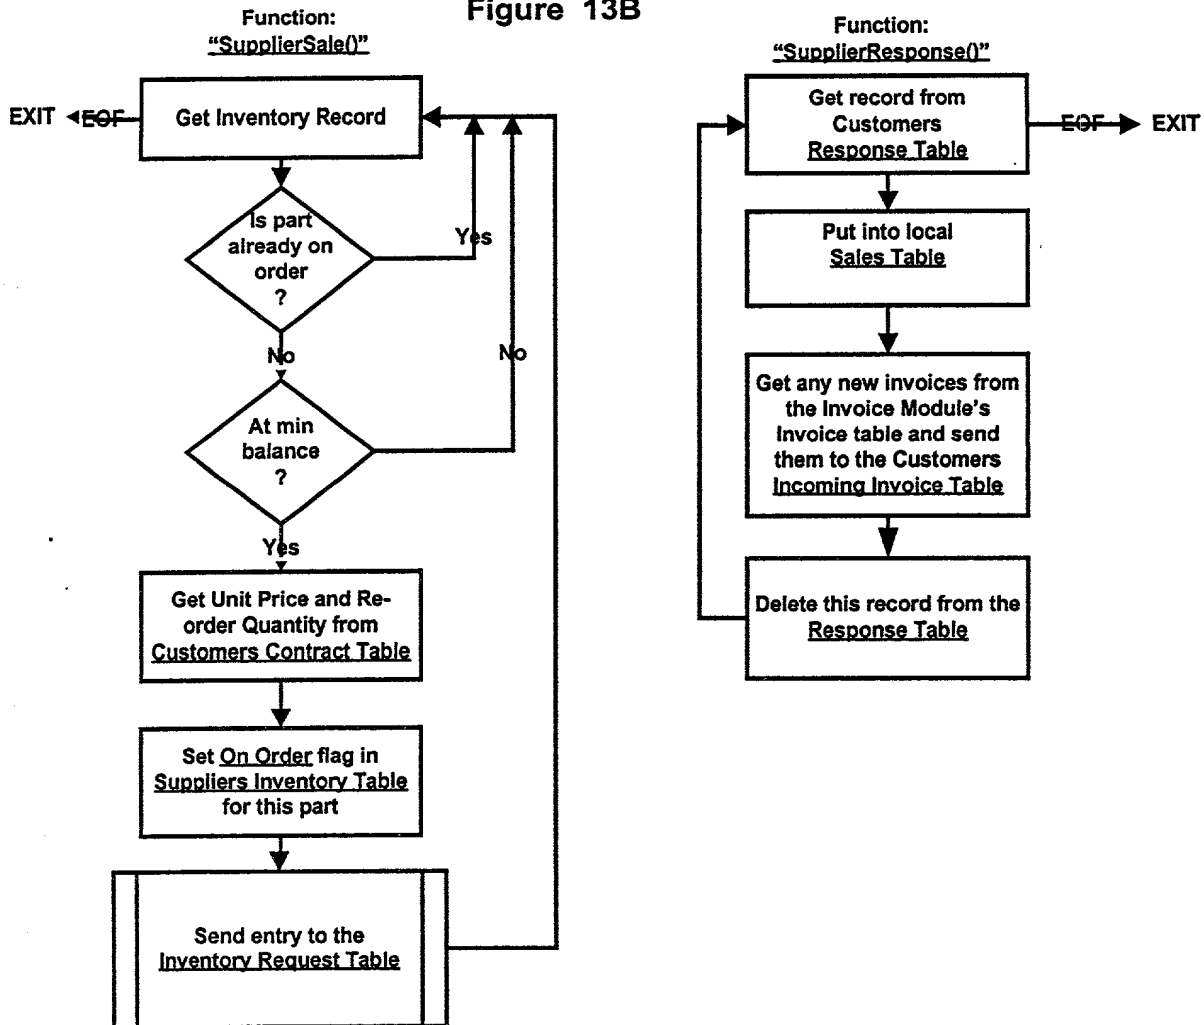 Figure 13B
Function:
“SupplierSale()”
EXIT
EOF
Get Inventory Record
Is part
already on
order
?
Yes
No
No
At min
balance
?
Yes
Get Unit Price and Re-
order Quantity from
Customers Contract Table
Set On Order flag in
Suppliers Inventory Table
for this part
Send entry to the
Inventory Request Table
Function:
“SupplierResponse()”
Get record from
Customers
Response Table
EOF
EXIT
Put into local
Sales Table
Get any new invoices from
the Invoice Module’s
Invoice table and send
them to the Customers
Incoming Invoice Table
Delete this record from the
Response Table